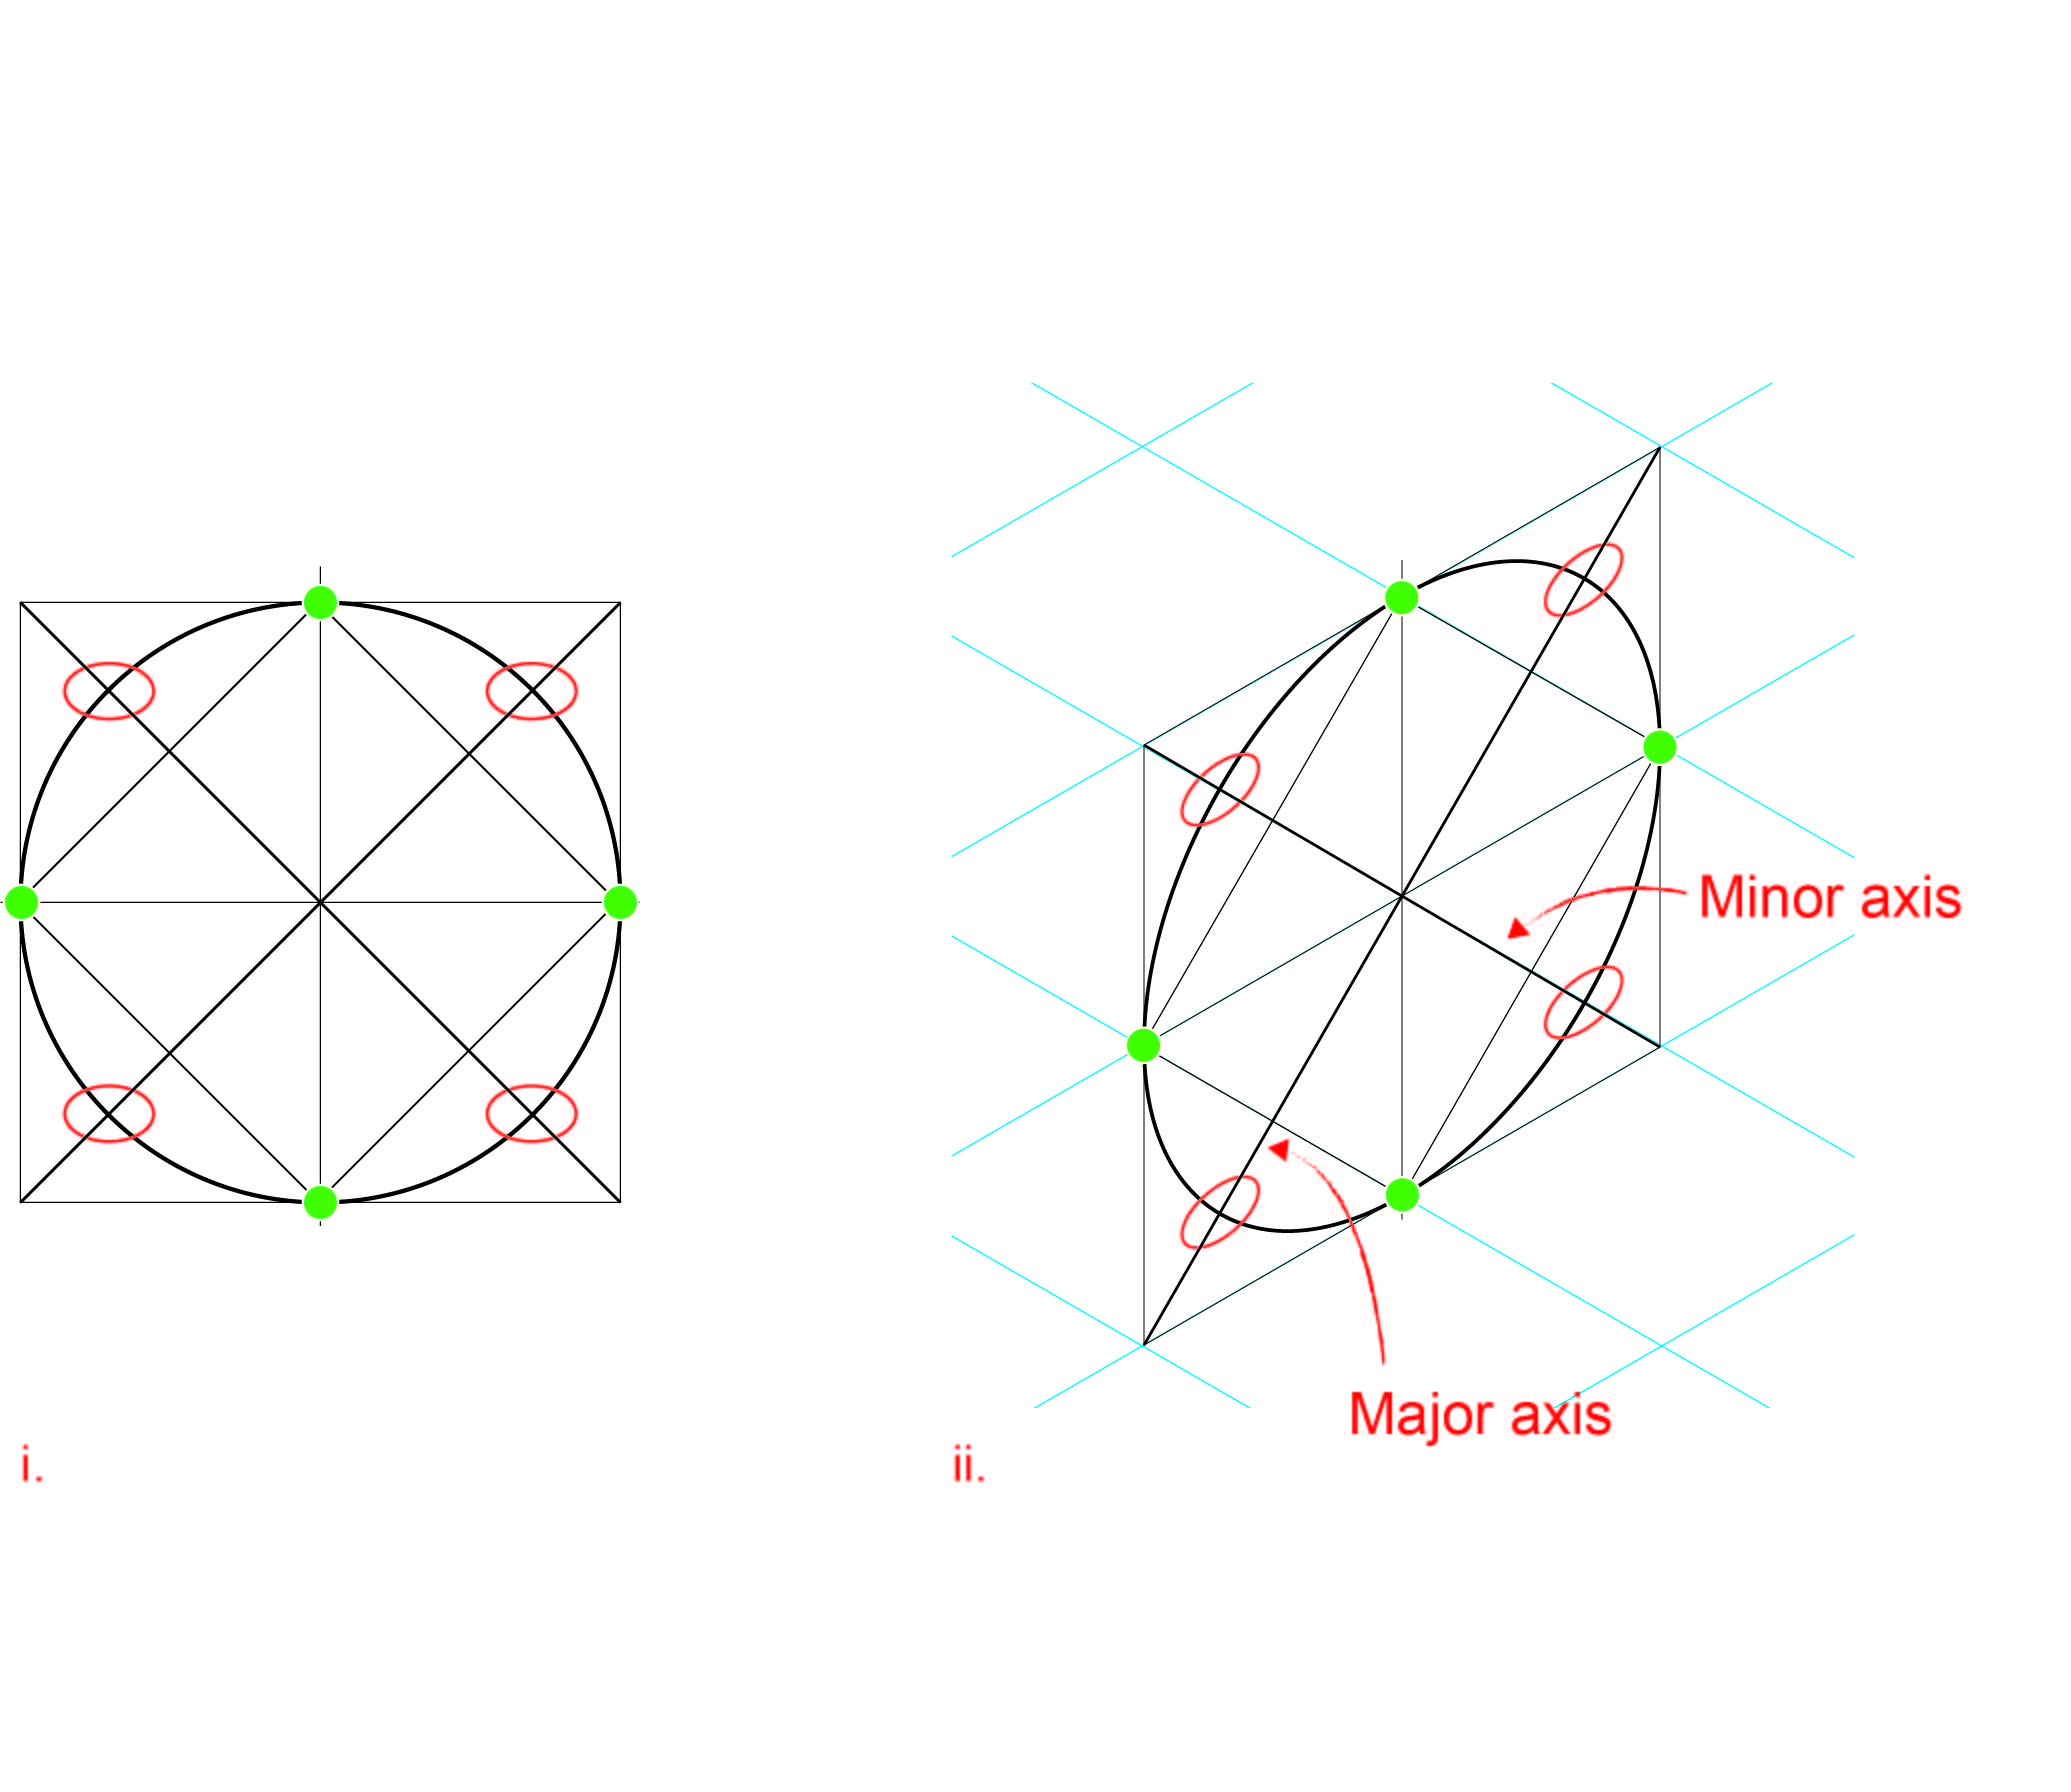 Minor axis
Major axis
i.
ii.